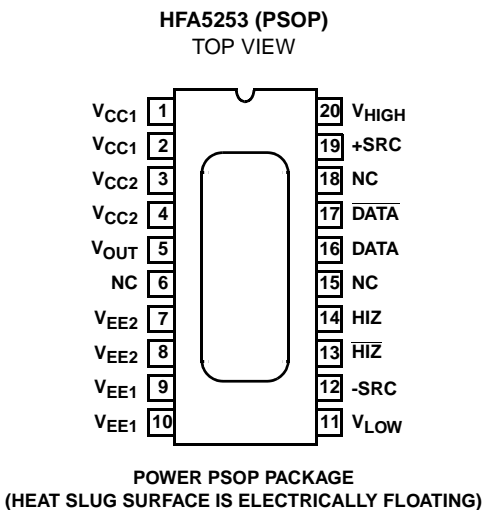 HFA5253 (PSOP)
TOP VIEW
VCC1 1 20 VHIGH
VCC1 2 19 +SRC
VCC2 3 18 NC
VCC2 4 17 D̅A̅T̅A̅
VOUT 5 16 DATA
NC 6 15 NC
VEE2 7 14 HIZ
VEE2 8 13 H̅I̅Z̅
VEE1 9 12 -SRC
VEE1 10 11 VLOW
POWER PSOP PACKAGE
(HEAT SLUG SURFACE IS ELECTRICALLY FLOATING)